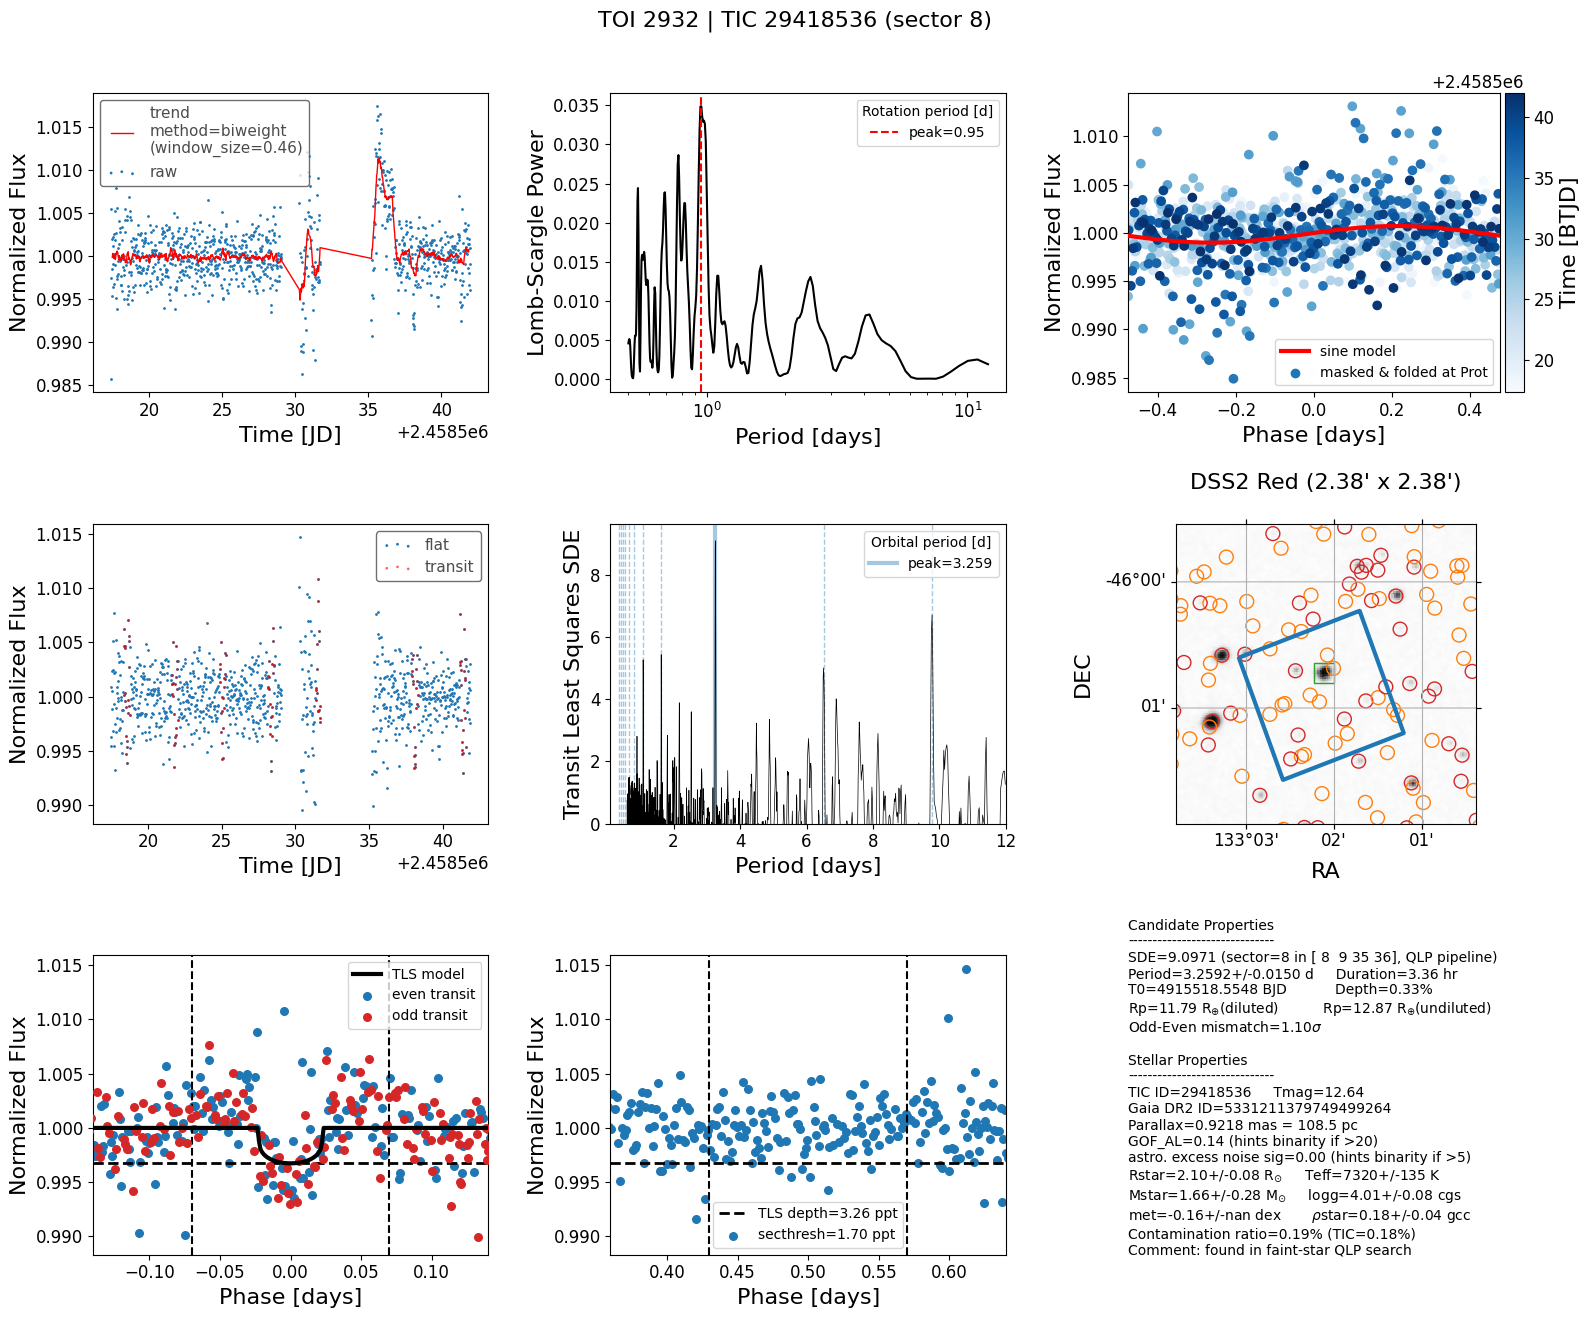 TOI 2932 | TIC 29418536 (sector 8)
trend
method=biweight
(window_size=0.46)
raw
Normalized Flux
1.015
1.010
1.005
1.000
0.995
0.990
0.985
20
25
30
35
40
Time [JD]
+2.4585e6
Lomb-Scargle Power
0.035
0.030
0.025
0.020
0.015
0.010
0.005
0.000
Rotation period [d]
peak=0.95
10⁰
10¹
Period [days]
+2.4585e6
Normalized Flux
1.010
1.005
1.000
0.995
0.990
0.985
sine model
masked & folded at Prot
−0.4
−0.2
0.0
0.2
0.4
Phase [days]
40
35
30
25
20
Time [BTJD]
Normalized Flux
1.015
1.010
1.005
1.000
0.995
0.990
flat
transit
20
25
30
35
40
Time [JD]
+2.4585e6
Transit Least Squares SDE
8
6
4
2
0
Orbital period [d]
peak=3.259
2
4
6
8
10
12
Period [days]
DSS2 Red (2.38' x 2.38')
DEC
-46°00'
01'
133°03'
02'
01'
RA
Normalized Flux
1.015
1.010
1.005
1.000
0.995
0.990
TLS model
even transit
odd transit
−0.10
−0.05
0.00
0.05
0.10
Phase [days]
Normalized Flux
1.015
1.010
1.005
1.000
0.995
0.990
TLS depth=3.26 ppt
secthresh=1.70 ppt
0.40
0.45
0.50
0.55
0.60
Phase [days]
Candidate Properties
------------------------------
SDE=9.0971 (sector=8 in [ 8  9 35 36], QLP pipeline)
Period=3.2592+/-0.0150 d     Duration=3.36 hr
T0=4915518.5548 BJD     Depth=0.33%
Rp=11.79 R⊕(diluted)     Rp=12.87 R⊕(undiluted)
Odd-Even mismatch=1.10σ
Stellar Properties
------------------------------
TIC ID=29418536     Tmag=12.64
Gaia DR2 ID=5331211379749499264
Parallax=0.9218 mas = 108.5 pc
GOF_AL=0.14 (hints binarity if >20)
astro. excess noise sig=0.00 (hints binarity if >5)
Rstar=2.10+/-0.08 R⊙     Teff=7320+/-135 K
Mstar=1.66+/-0.28 M⊙     logg=4.01+/-0.08 cgs
met=-0.16+/-nan dex     ρstar=0.18+/-0.04 gcc
Contamination ratio=0.19% (TIC=0.18%)
Comment: found in faint-star QLP search